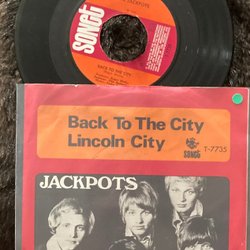 JACKPOTS
SONET
BACK TO THE CITY
Back To The City
Lincoln City
SONET
T-7735
JACKPOTS